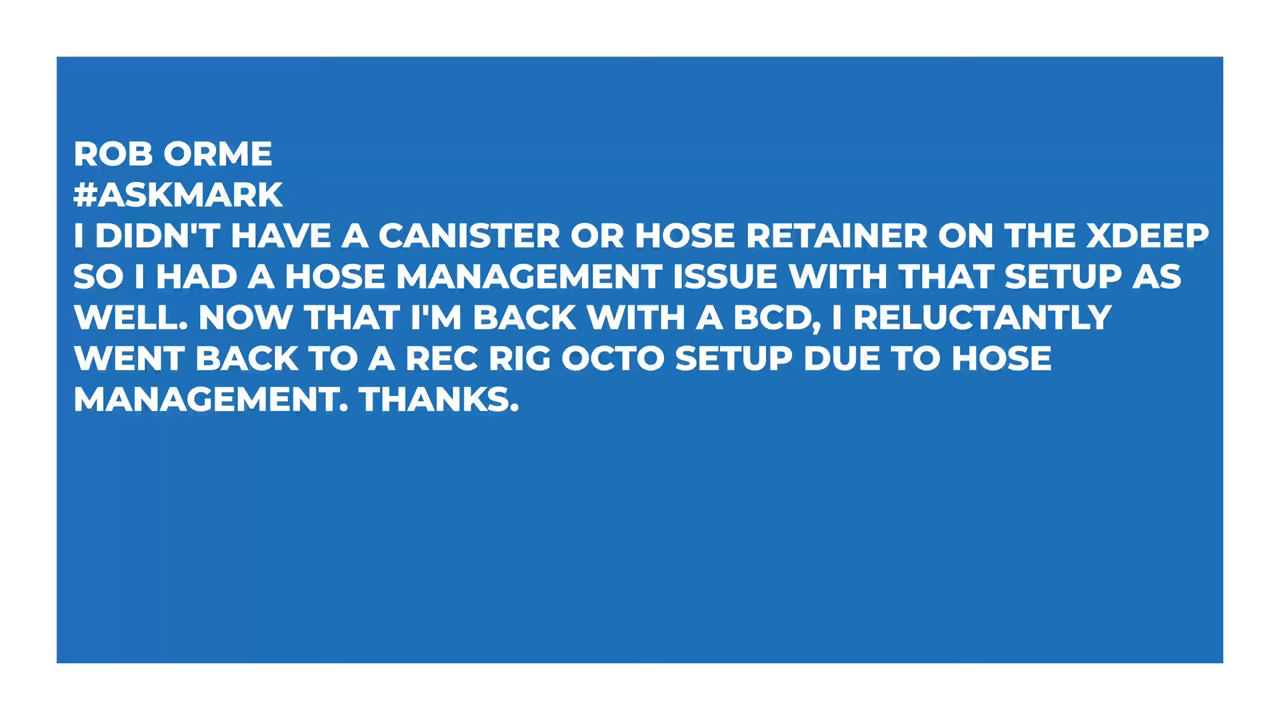 ROB ORME
#ASKMARK
I DIDN'T HAVE A CANISTER OR HOSE RETAINER ON THE XDEEP
SO I HAD A HOSE MANAGEMENT ISSUE WITH THAT SETUP AS
WELL. NOW THAT I'M BACK WITH A BCD, I RELUCTANTLY
WENT BACK TO A REC RIG OCTO SETUP DUE TO HOSE
MANAGEMENT. THANKS.